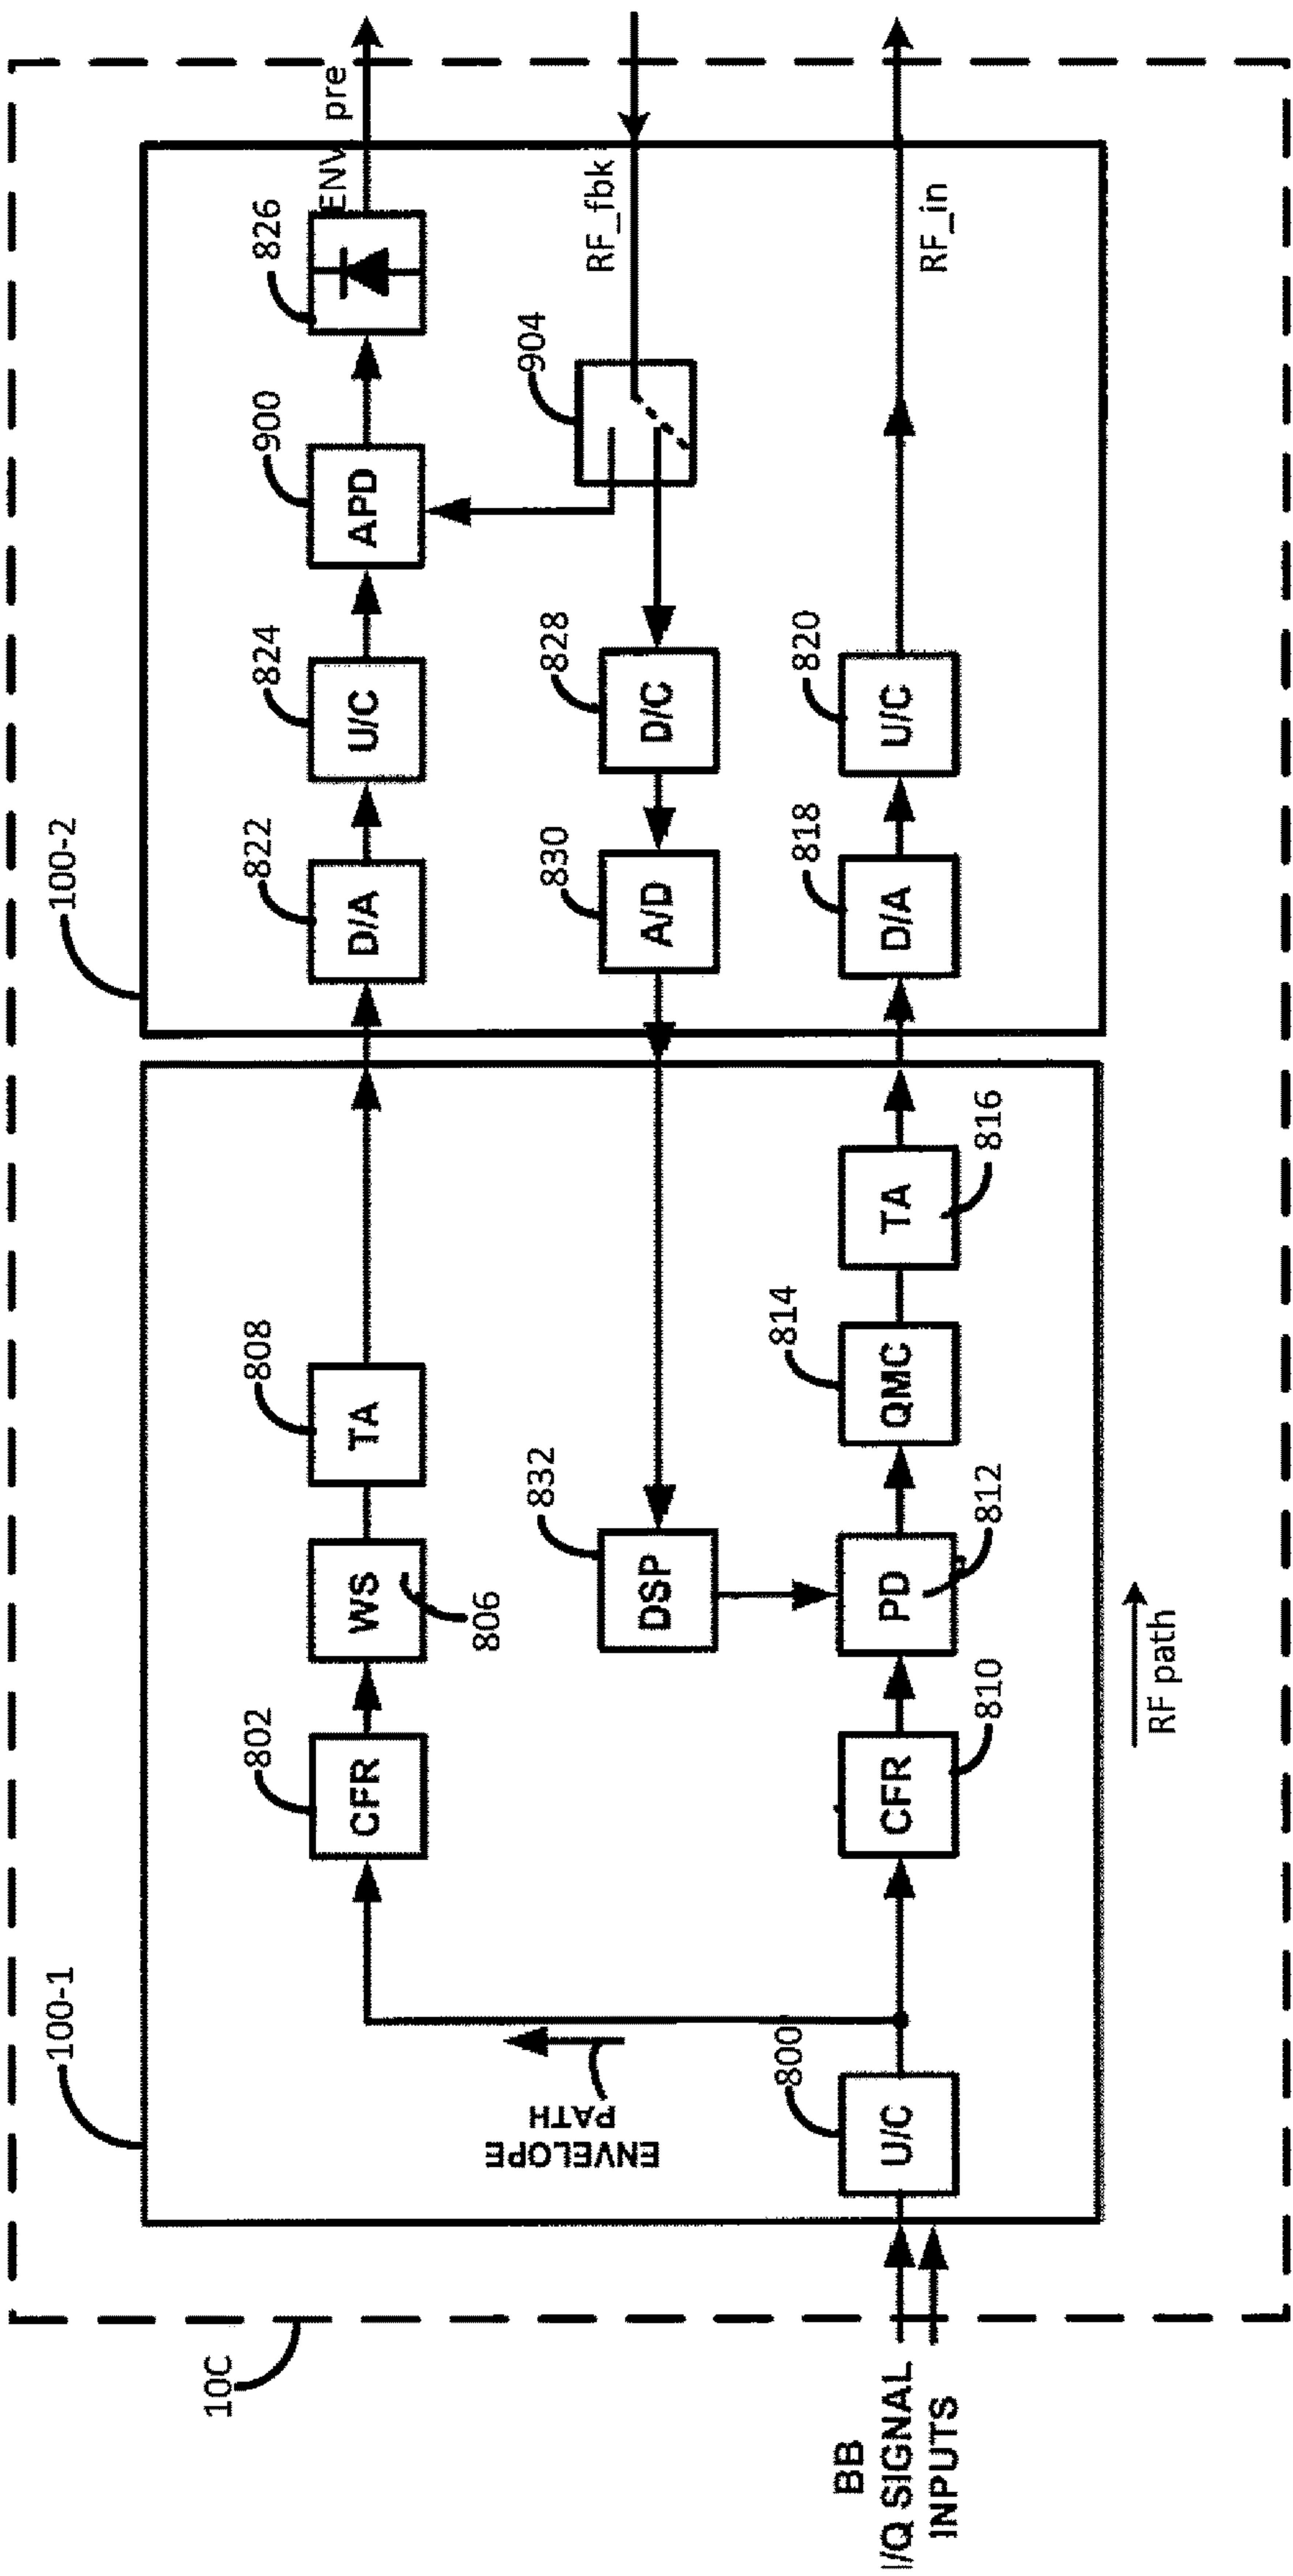 10C
100-1
100-2
BB
I/Q SIGNAL
INPUTS
800
U/C
ENVELOPE
PATH
802
CFR
806
WS
808
TA
822
D/A
824
U/C
900
APD
826
ENV
pre
832
DSP
830
A/D
828
D/C
904
RF_fbk
810
CFR
812
PD
814
QMC
816
TA
818
D/A
820
U/C
RF_in
RF path